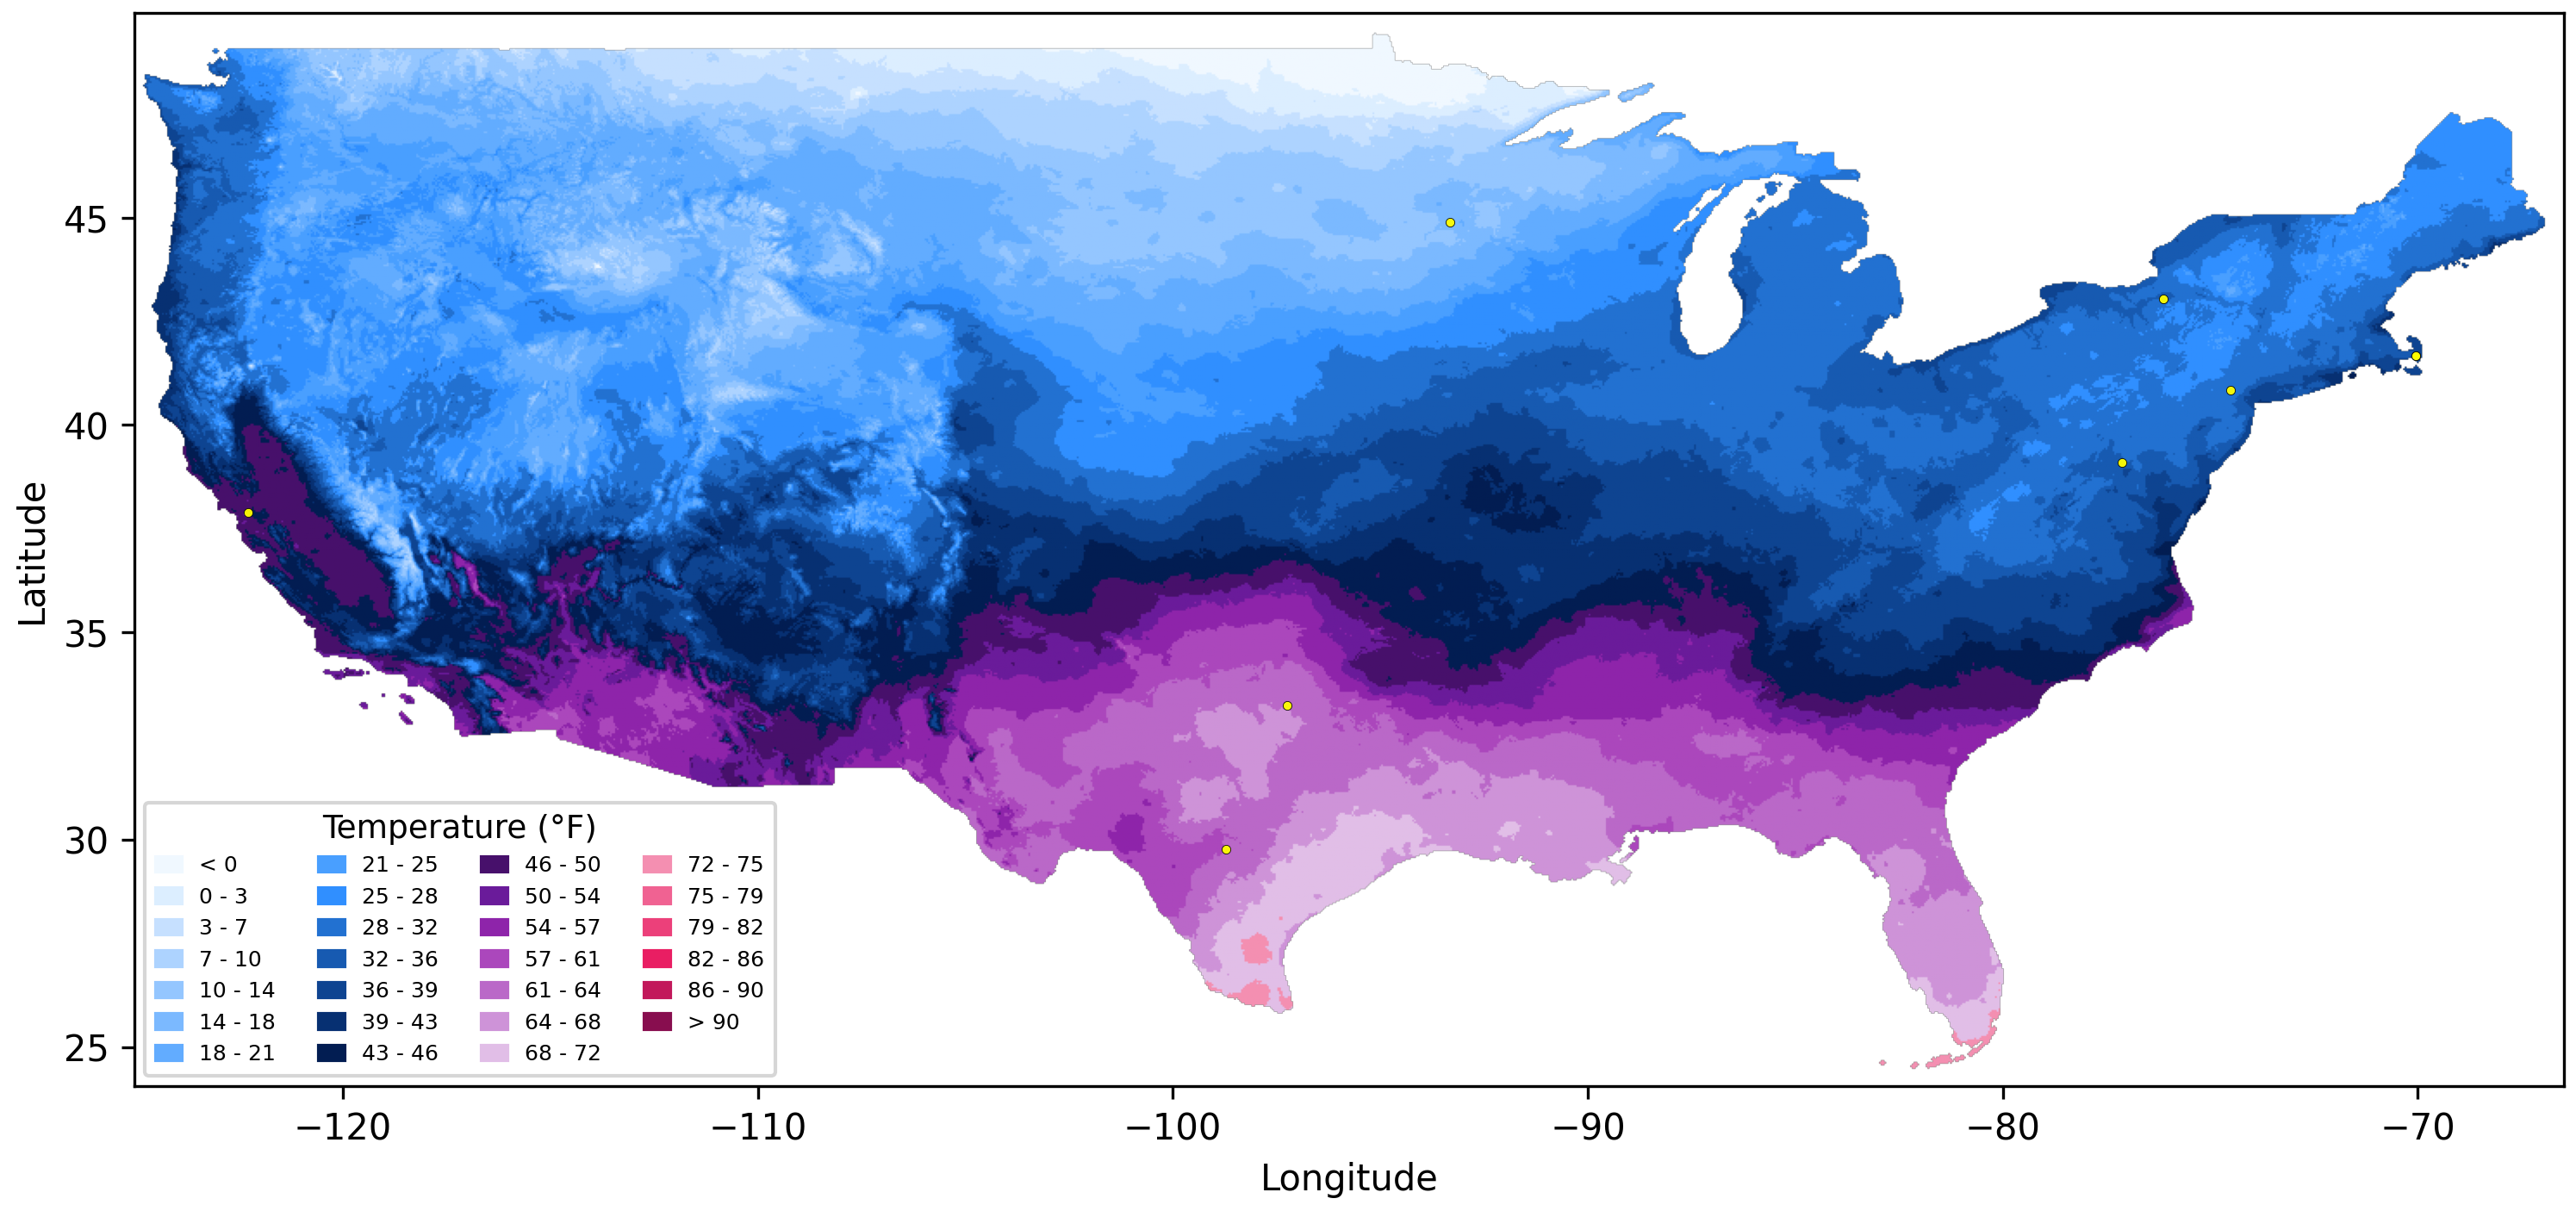 45
40
35
30
25
Latitude
Temperature (°F)
< 0
0 - 3
3 - 7
7 - 10
10 - 14
14 - 18
18 - 21
21 - 25
25 - 28
28 - 32
32 - 36
36 - 39
39 - 43
43 - 46
46 - 50
50 - 54
54 - 57
57 - 61
61 - 64
64 - 68
68 - 72
72 - 75
75 - 79
79 - 82
82 - 86
86 - 90
> 90
−120 −110 −100 −90 −80 −70
Longitude